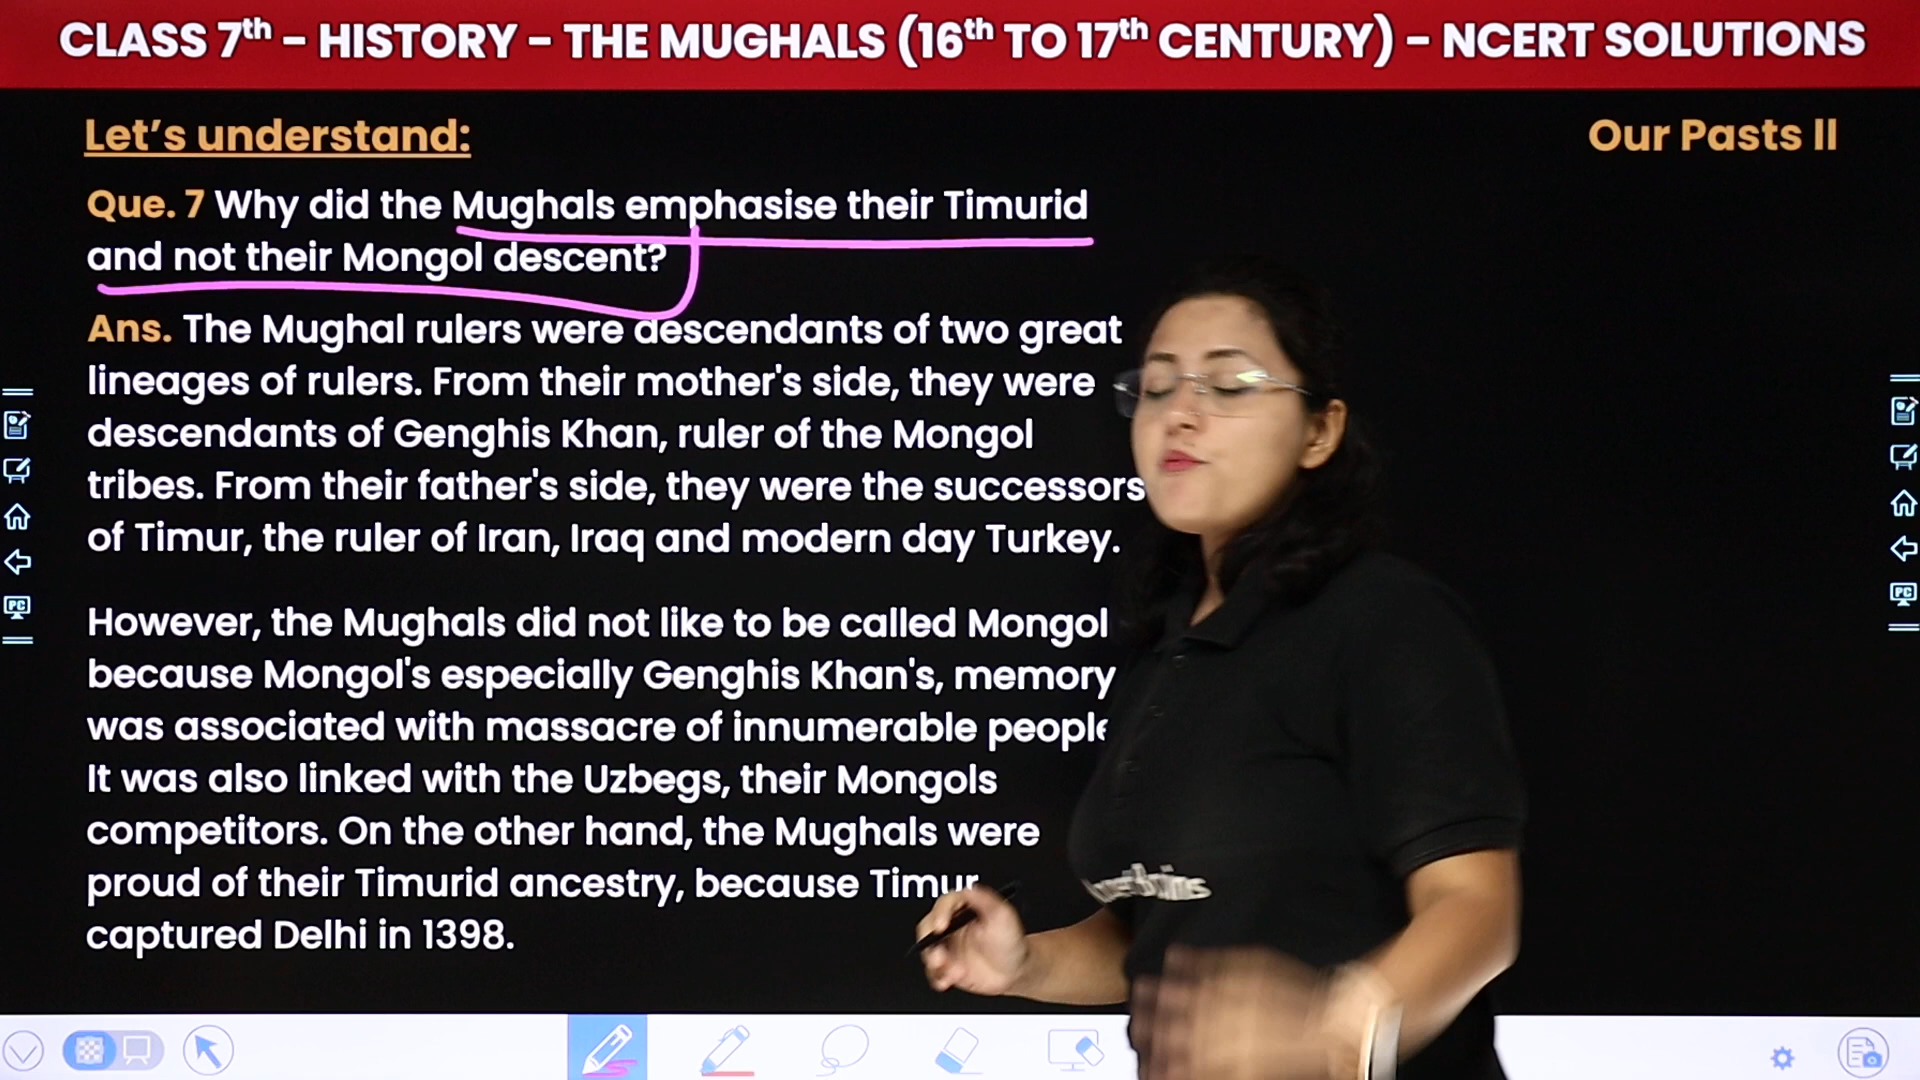 CLASS 7th – HISTORY – THE MUGHALS (16th TO 17th CENTURY) – NCERT SOLUTIONS
Let's understand:
Our Pasts II
Que. 7 Why did the Mughals emphasise their Timurid
and not their Mongol descent?
Ans. The Mughal rulers were descendants of two great
lineages of rulers. From their mother's side, they were
descendants of Genghis Khan, ruler of the Mongol
tribes. From their father's side, they were the successors
of Timur, the ruler of Iran, Iraq and modern day Turkey.
However, the Mughals did not like to be called Mongol
because Mongol's especially Genghis Khan's, memory
was associated with massacre of innumerable people
It was also linked with the Uzbegs, their Mongols
competitors. On the other hand, the Mughals were
proud of their Timurid ancestry, because Timur
captured Delhi in 1398.
PC
PC